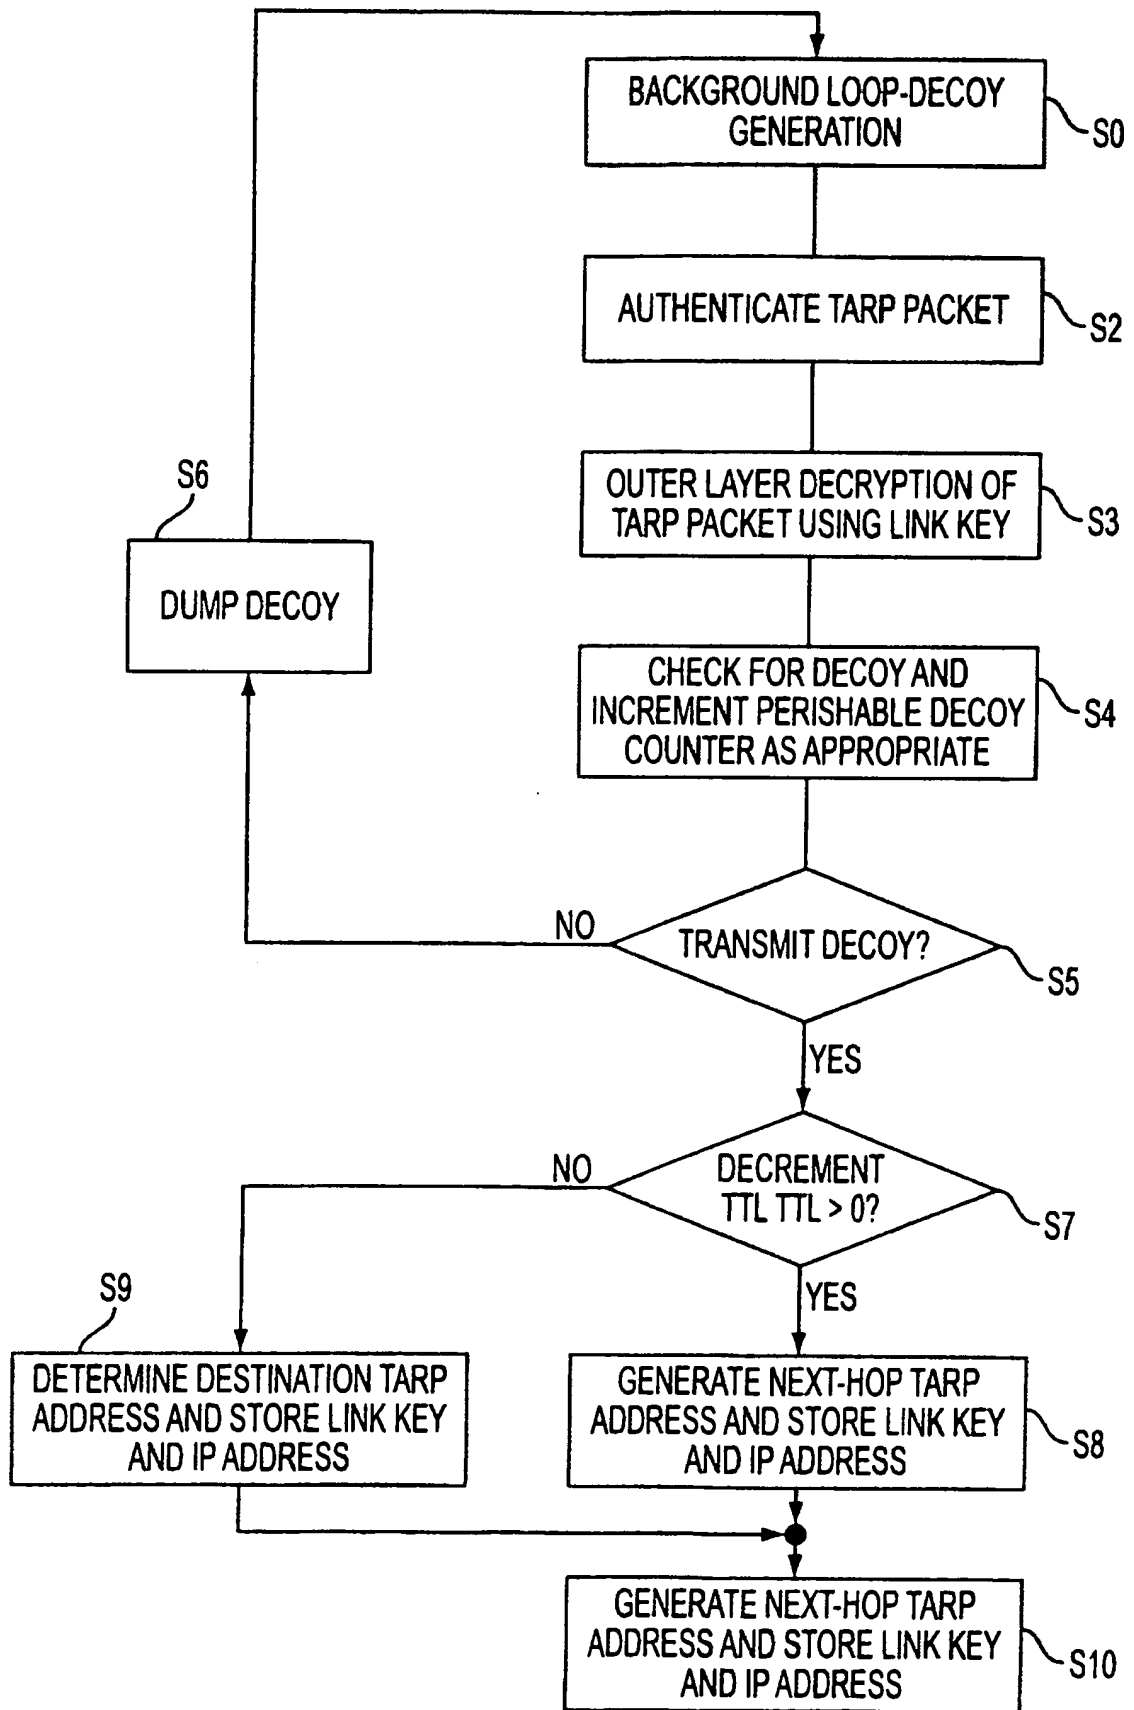 BACKGROUND LOOP-DECOY
GENERATION
S0
AUTHENTICATE TARP PACKET
S2
OUTER LAYER DECRYPTION OF
TARP PACKET USING LINK KEY
S3
S6
DUMP DECOY
CHECK FOR DECOY AND
INCREMENT PERISHABLE DECOY
COUNTER AS APPROPRIATE
S4
NO
TRANSMIT DECOY?
S5
YES
NO
DECREMENT
TTL TTL > 0?
S7
YES
S9
DETERMINE DESTINATION TARP
ADDRESS AND STORE LINK KEY
AND IP ADDRESS
GENERATE NEXT-HOP TARP
ADDRESS AND STORE LINK KEY
AND IP ADDRESS
S8
GENERATE NEXT-HOP TARP
ADDRESS AND STORE LINK KEY
AND IP ADDRESS
S10